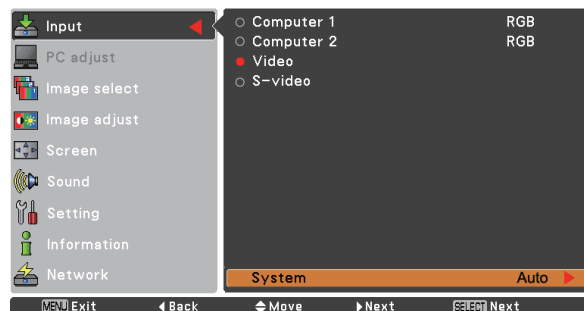 Input
PC adjust
Image select
Image adjust
Screen
Sound
Setting
Information
Network
Computer 1 RGB
Computer 2 RGB
Video
S-video
System Auto
MENU Exit Back Move Next SELECT Next